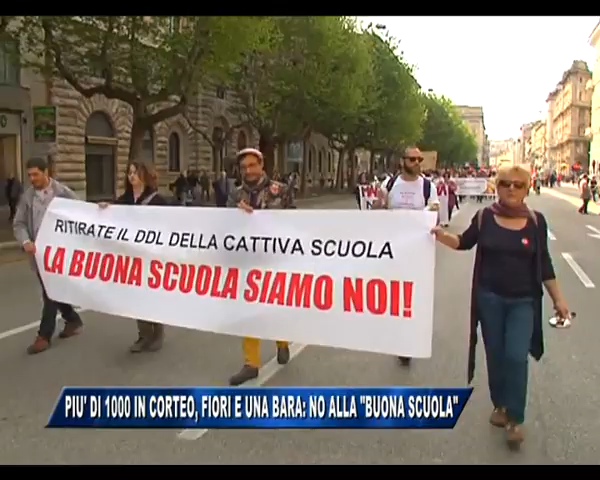 RITIRATE IL DDL DELLA CATTIVA SCUOLA
LA BUONA SCUOLA SIAMO NOI!
PIU' DI 1000 IN CORTEO, FIORI E UNA BARA: NO ALLA "BUONA SCUOLA"